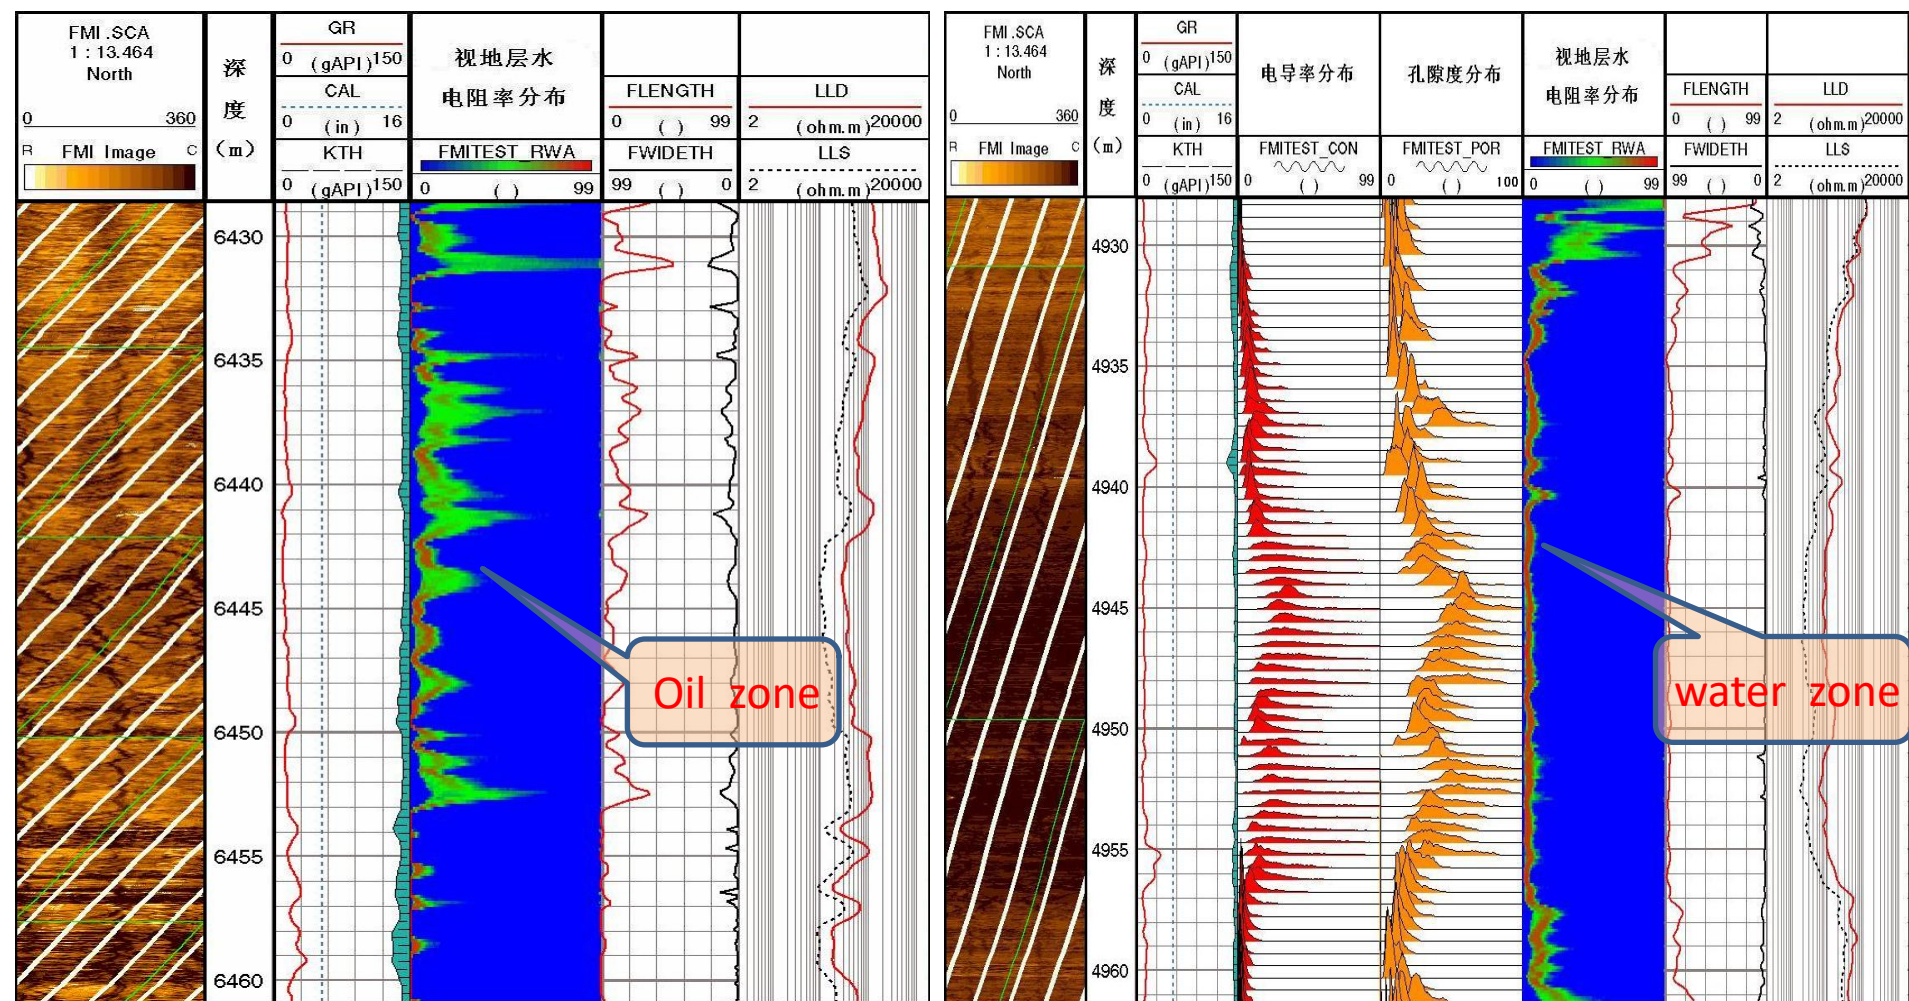 FMI.SCA
1 : 13.464
North
0 360
R FMI Image C
深
度
(m)
GR
0 (gAPI) 150
CAL
0 (in) 16
KTH
0 (gAPI) 150
视地层水
电阻率分布
FMITEST_RWA
0 ( ) 99
FLENGTH
0 ( ) 99
FWIDETH
99 ( ) 0
LLD
2 (ohm.m) 20000
LLS
2 (ohm.m) 20000
6430
6435
6440
6445
6450
6455
6460
Oil zone
FMI.SCA
1 : 13.464
North
0 360
R FMI Image C
深
度
(m)
GR
0 (gAPI) 150
CAL
0 (in) 16
KTH
0 (gAPI) 150
电导率分布
FMITEST_CON
0 ( ) 99
孔隙度分布
FMITEST_POR
0 ( ) 100
视地层水
电阻率分布
FMITEST_RWA
0 ( ) 99
FLENGTH
0 ( ) 99
FWIDETH
99 ( ) 0
LLD
2 (ohm.m) 20000
LLS
2 (ohm.m) 20000
4930
4935
4940
4945
4950
4955
4960
water zone